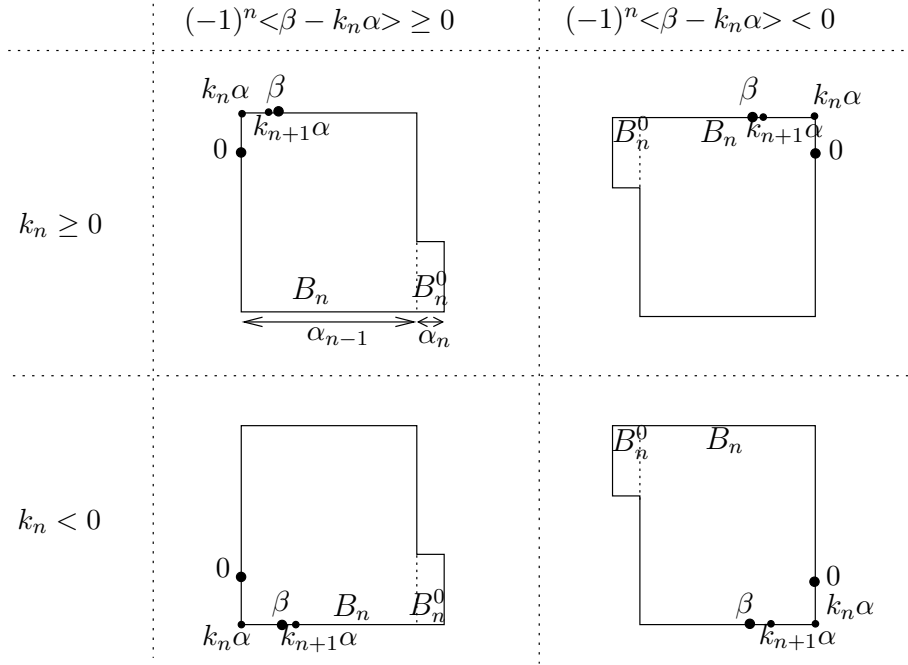 (-1)^n<β − k_nα> ≥ 0
(-1)^n<β − k_nα> < 0
k_n ≥ 0
k_nα
β
k_{n+1}α
0
B_n
B_n^0
α_{n−1}
α_n
B_n^0
B_n
β
k_{n+1}α
k_nα
0
k_n < 0
0
k_nα
β
k_{n+1}α
B_n
B_n^0
B_n^0
B_n
0
β
k_{n+1}α
k_nα